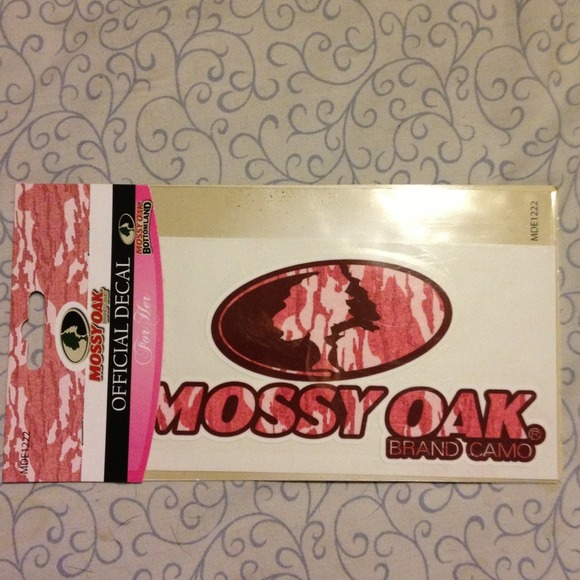 MDE1222
MOSSY OAK
OFFICIAL DECAL
For Her
MOSSY OAK
BOTTOMLAND
MDE1222
MOSSY OAK®
BRAND CAMO